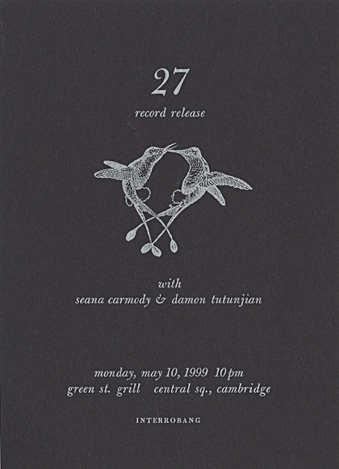 27
record release
with
seana carmody & damon tutunjian
monday, may 10, 1999 10pm
green st. grill central sq., cambridge
INTERROBANG